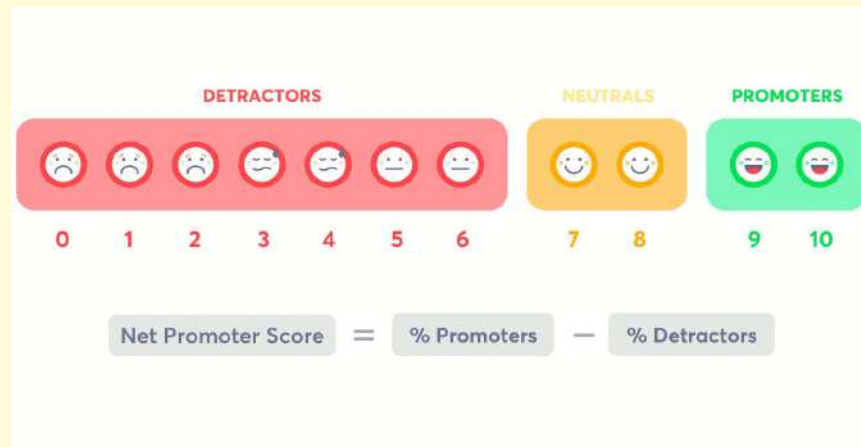 DETRACTORS NEUTRALS PROMOTERS
0 1 2 3 4 5 6 7 8 9 10
Net Promoter Score = % Promoters — % Detractors